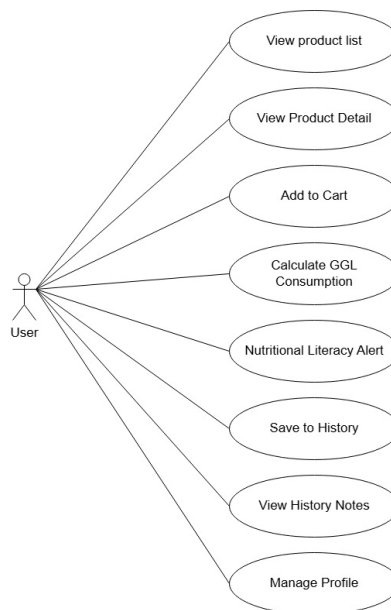 View product list
View Product Detail
Add to Cart
Calculate GGL
Consumption
User
Nutritional Literacy Alert
Save to History
View History Notes
Manage Profile